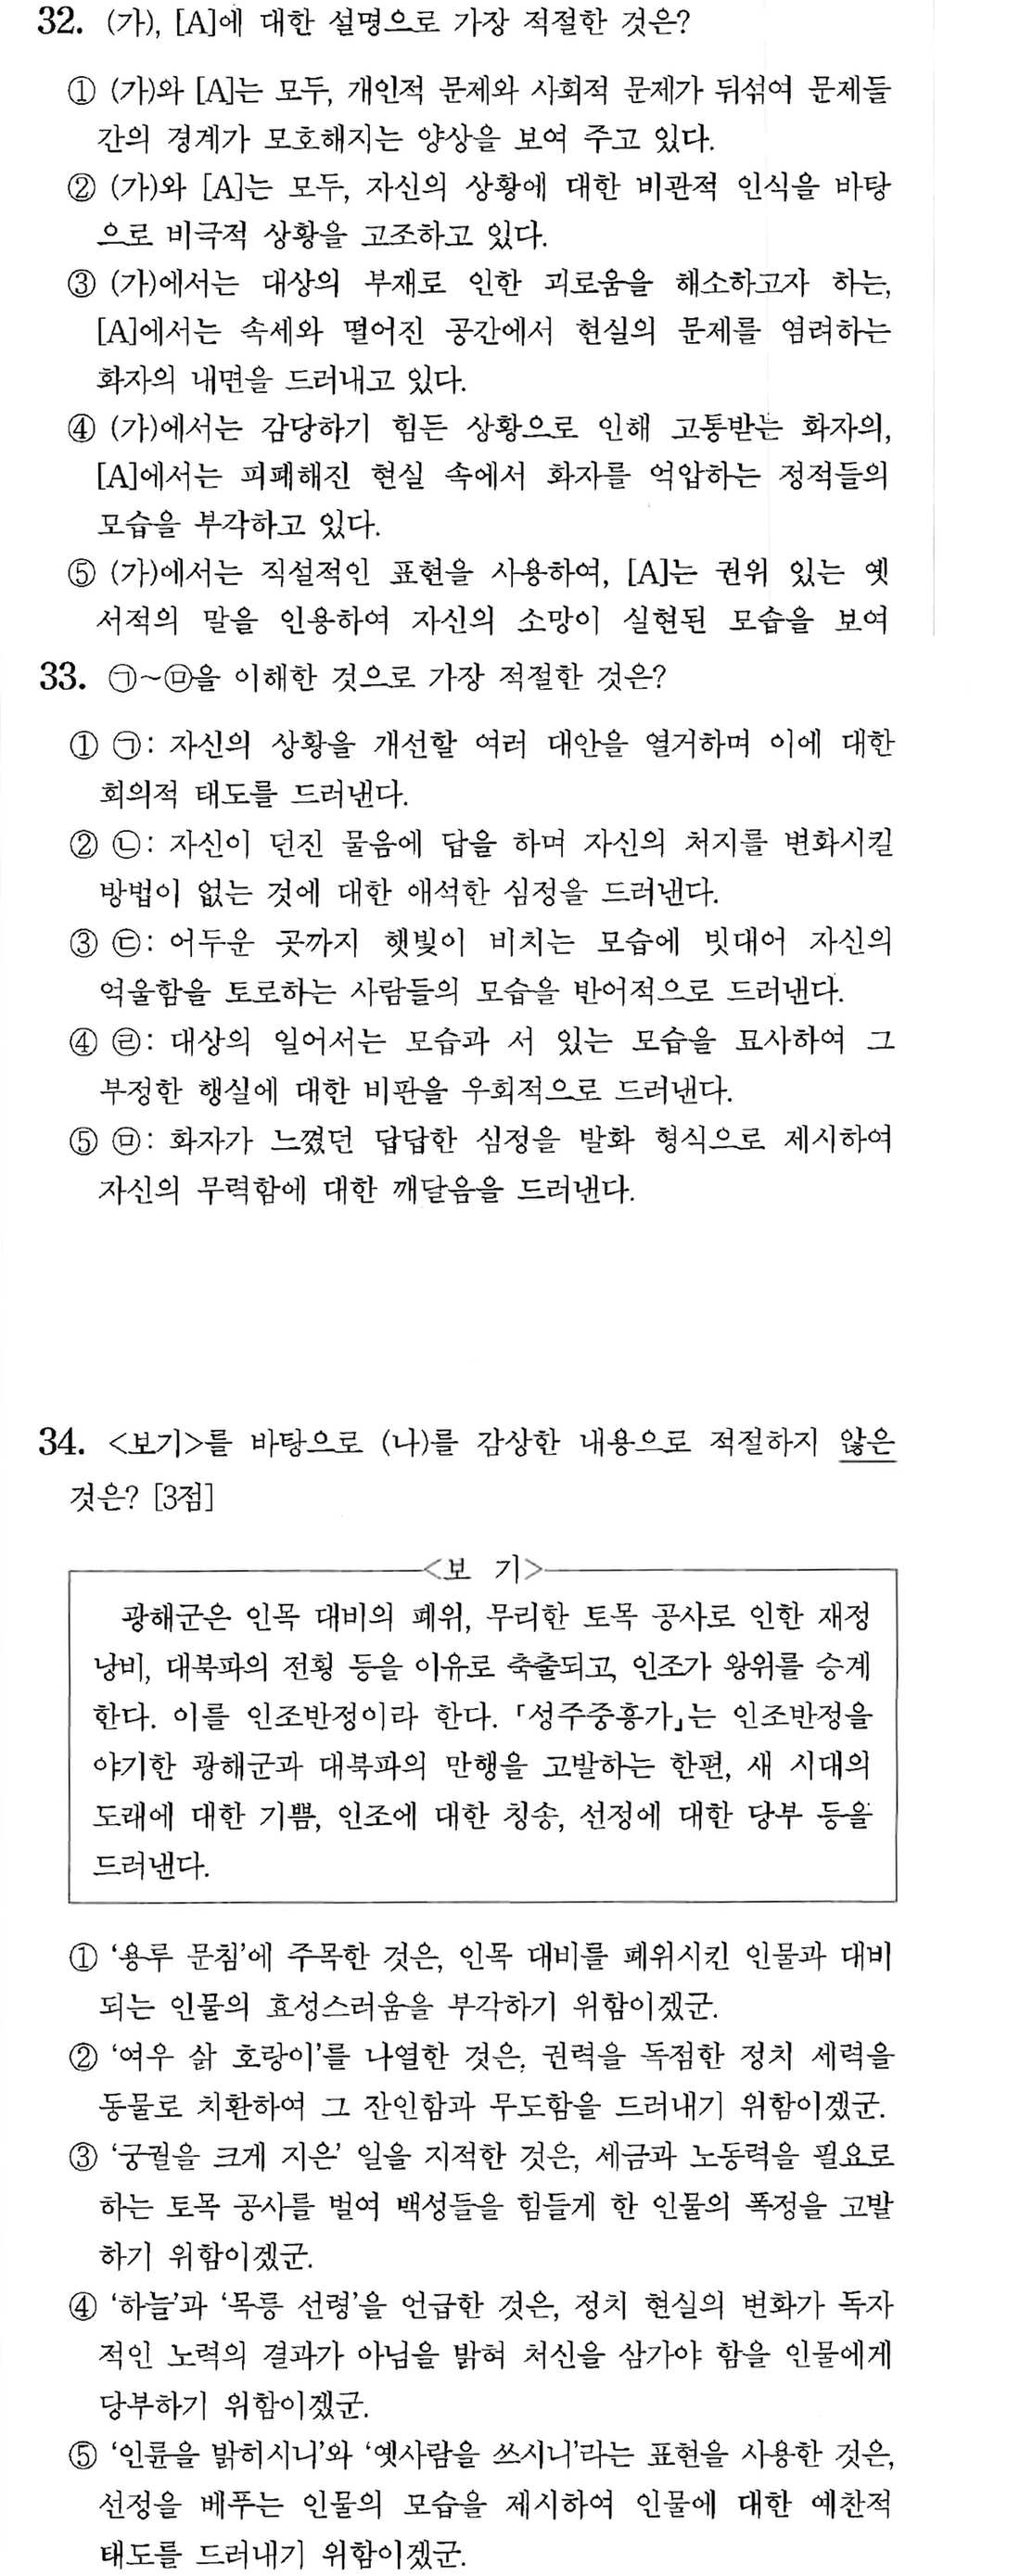 32. (가), [A]에 대한 설명으로 가장 적절한 것은?
① (가)와 [A]는 모두, 개인적 문제와 사회적 문제가 뒤섞여 문제들
간의 경계가 모호해지는 양상을 보여 주고 있다.
② (가)와 [A]는 모두, 자신의 상황에 대한 비관적 인식을 바탕
으로 비극적 상황을 고조하고 있다.
③ (가)에서는 대상의 부재로 인한 괴로움을 해소하고자 하는,
[A]에서는 속세와 떨어진 공간에서 현실의 문제를 염려하는
화자의 내면을 드러내고 있다.
④ (가)에서는 감당하기 힘든 상황으로 인해 고통받는 화자의,
[A]에서는 피폐해진 현실 속에서 화자를 억압하는 정적들의
모습을 부각하고 있다.
⑤ (가)에서는 직설적인 표현을 사용하여, [A]는 권위 있는 옛
서적의 말을 인용하여 자신의 소망이 실현된 모습을 보여
33. ㉠~㉤을 이해한 것으로 가장 적절한 것은?
① ㉠: 자신의 상황을 개선할 여러 대안을 열거하며 이에 대한
회의적 태도를 드러낸다.
② ㉡: 자신이 던진 물음에 답을 하며 자신의 처지를 변화시킬
방법이 없는 것에 대한 애석한 심정을 드러낸다.
③ ㉢: 어두운 곳까지 햇빛이 비치는 모습에 빗대어 자신의
억울함을 토로하는 사람들의 모습을 반어적으로 드러낸다.
④ ㉣: 대상의 일어서는 모습과 서 있는 모습을 묘사하여 그
부정한 행실에 대한 비판을 우회적으로 드러낸다.
⑤ ㉤: 화자가 느꼈던 답답한 심정을 발화 형식으로 제시하여
자신의 무력함에 대한 깨달음을 드러낸다.
34. <보기>를 바탕으로 (나)를 감상한 내용으로 적절하지 않은
것은? [3점]
<보 기>
광해군은 인목 대비의 폐위, 무리한 토목 공사로 인한 재정
낭비, 대북파의 전횡 등을 이유로 축출되고, 인조가 왕위를 승계
한다. 이를 인조반정이라 한다. 「성주중흥가」는 인조반정을
야기한 광해군과 대북파의 만행을 고발하는 한편, 새 시대의
도래에 대한 기쁨, 인조에 대한 칭송, 선정에 대한 당부 등을
드러낸다.
① ‘용루 문침’에 주목한 것은, 인목 대비를 폐위시킨 인물과 대비
되는 인물의 효성스러움을 부각하기 위함이겠군.
② ‘여우 삵 호랑이’를 나열한 것은, 권력을 독점한 정치 세력을
동물로 치환하여 그 잔인함과 무도함을 드러내기 위함이겠군.
③ ‘궁궐을 크게 지은’ 일을 지적한 것은, 세금과 노동력을 필요로
하는 토목 공사를 벌여 백성들을 힘들게 한 인물의 폭정을 고발
하기 위함이겠군.
④ ‘하늘’과 ‘목릉 선령’을 언급한 것은, 정치 현실의 변화가 독자
적인 노력의 결과가 아님을 밝혀 처신을 삼가야 함을 인물에게
당부하기 위함이겠군.
⑤ ‘인륜을 밝히시니’와 ‘옛사람을 쓰시니’라는 표현을 사용한 것은,
선정을 베푸는 인물의 모습을 제시하여 인물에 대한 예찬적
태도를 드러내기 위함이겠군.